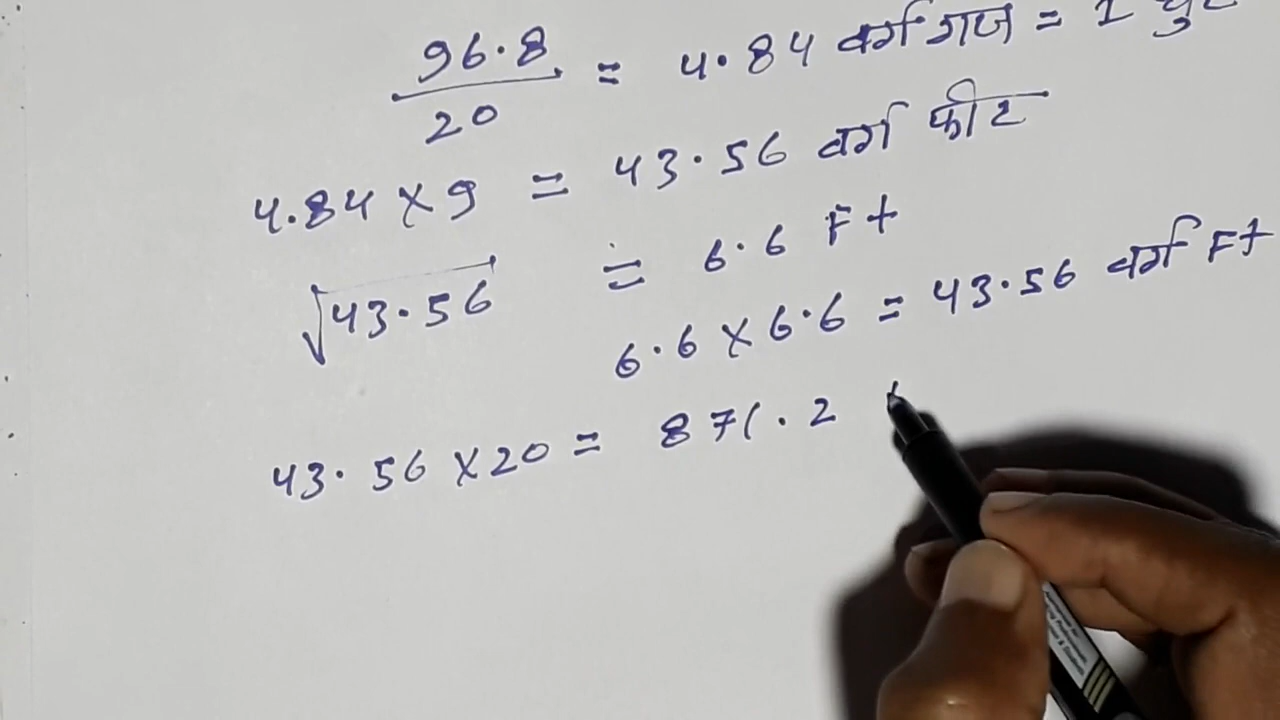 96.8
20 = 4.84 वर्ग गज = 1
4.84 × 9 = 43.56 वर्ग फीट
√43.56 = 6.6 Ft
6.6 × 6.6 = 43.56 वर्ग Ft
43.56 × 20 = 871.2